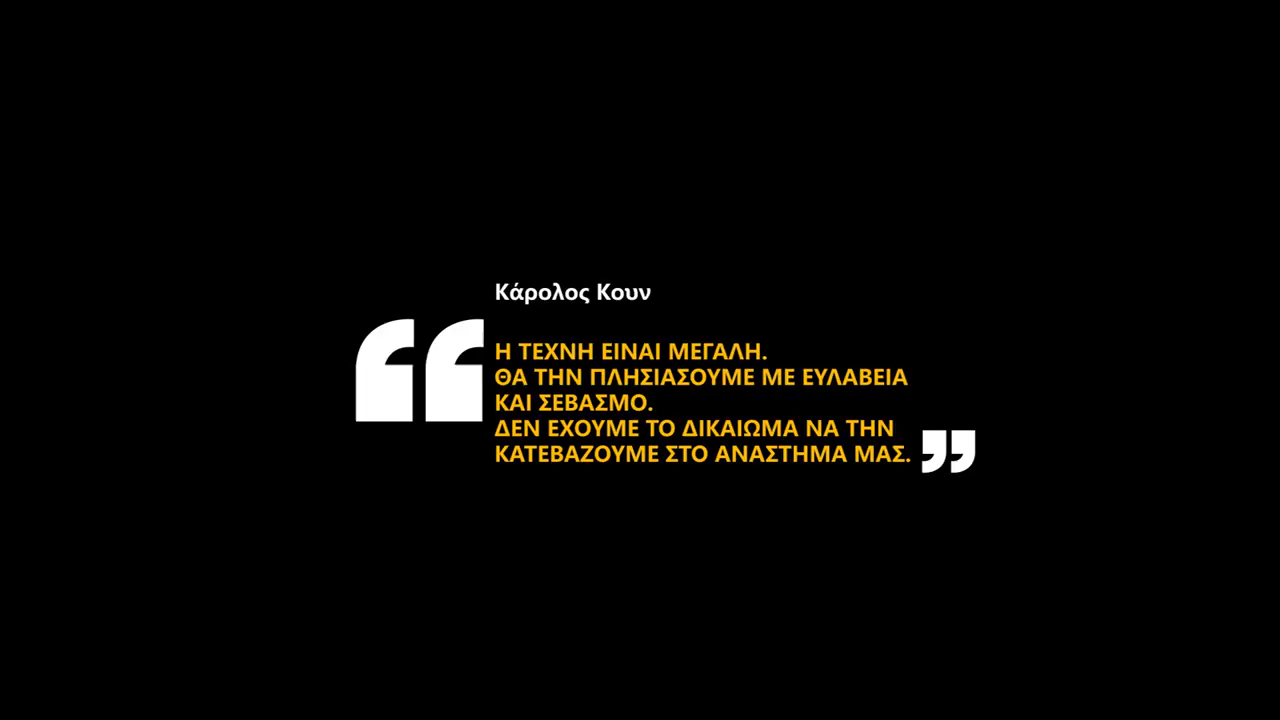 Κάρολος Κουν
“
Η ΤΕΧΝΗ ΕΙΝΑΙ ΜΕΓΑΛΗ.
ΘΑ ΤΗΝ ΠΛΗΣΙΑΣΟΥΜΕ ΜΕ ΕΥΛΑΒΕΙΑ
ΚΑΙ ΣΕΒΑΣΜΟ.
ΔΕΝ ΕΧΟΥΜΕ ΤΟ ΔΙΚΑΙΩΜΑ ΝΑ ΤΗΝ
ΚΑΤΕΒΑΖΟΥΜΕ ΣΤΟ ΑΝΑΣΤΗΜΑ ΜΑΣ. ”